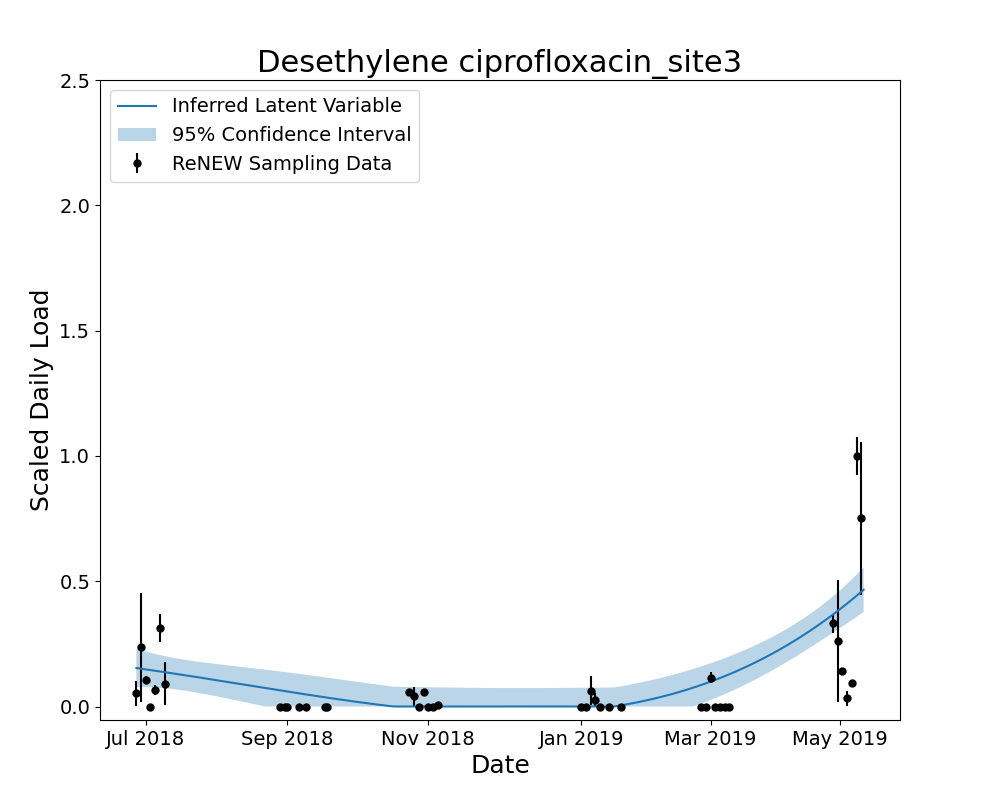 Desethylene ciprofloxacin_site3
2.5
Inferred Latent Variable
95% Confidence Interval
ReNEW Sampling Data
2.0
1.5
1.0
0.5
0.0
Scaled Daily Load
Jul 2018 Sep 2018 Nov 2018 Jan 2019 Mar 2019 May 2019
Date